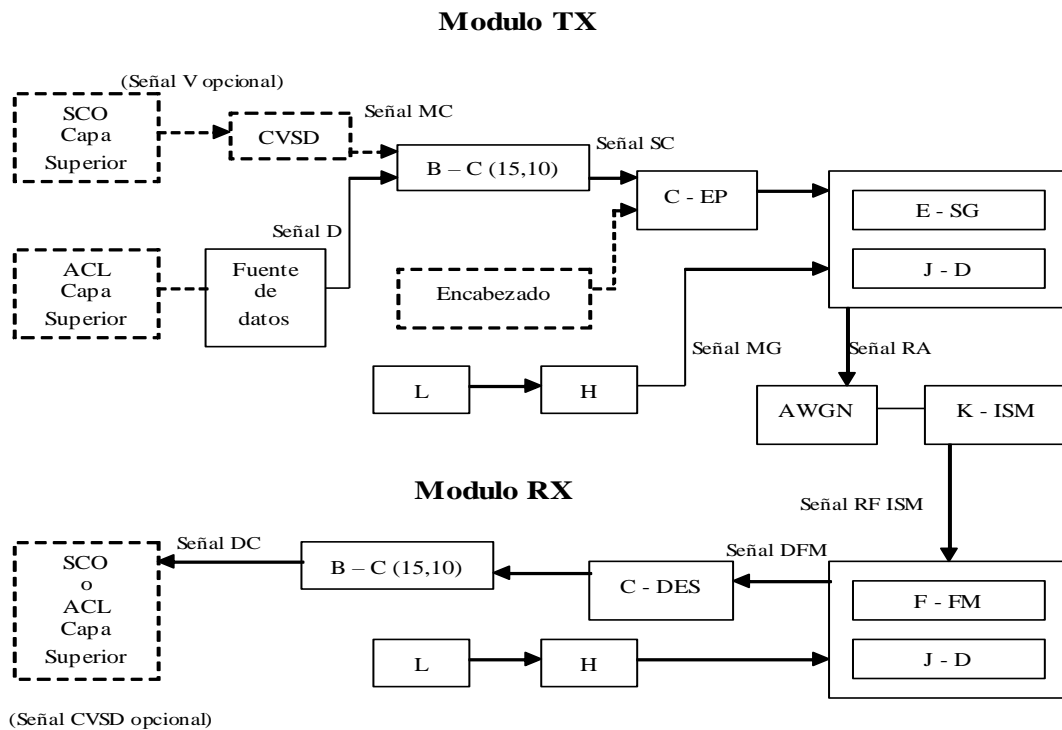 Modulo TX
(Señal V opcional)
SCO
Capa
Superior
CVSD
Señal MC
B – C (15,10)
Señal SC
C - EP
E - SG
J - D
Señal D
ACL
Capa
Superior
Fuente
de
datos
Encabezado
Señal MG
Señal RA
L
H
AWGN
K - ISM
Modulo RX
Señal RF ISM
Señal DC
Señal DFM
SCO
o
ACL
Capa
Superior
B – C (15,10)
C - DES
F - FM
J - D
L
H
(Señal CVSD opcional)